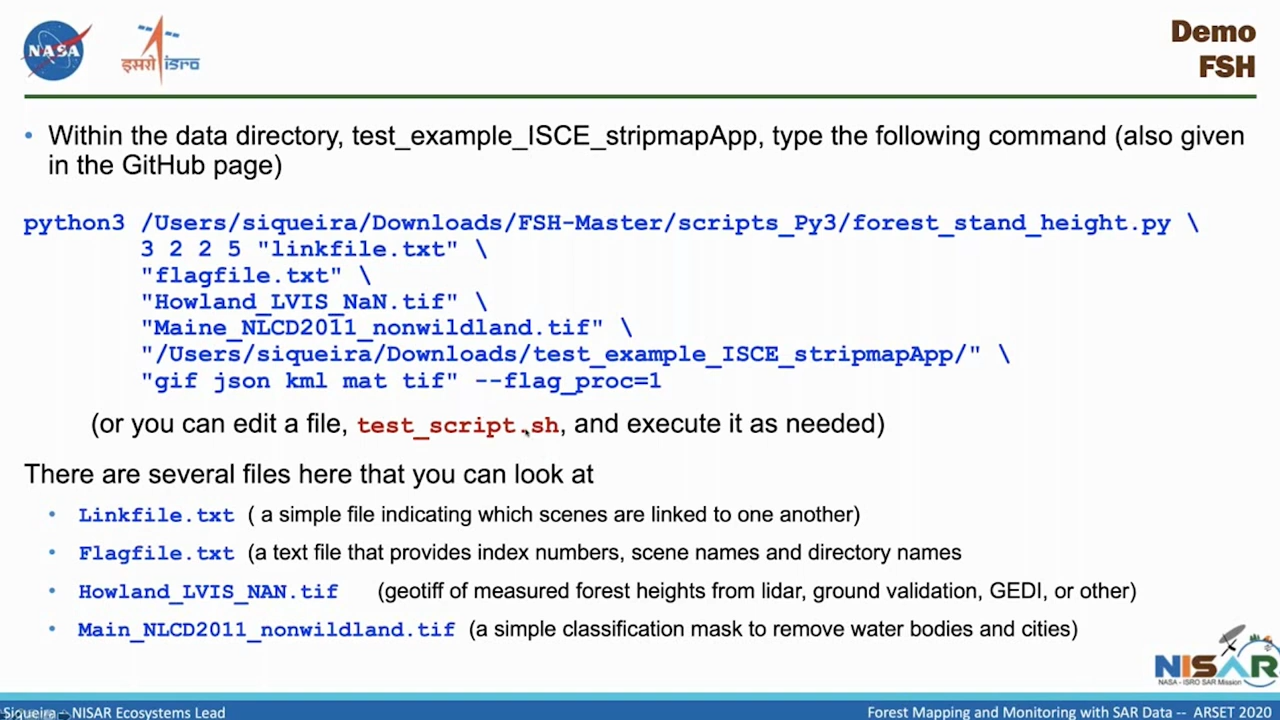 NASA
इसरो isro
Demo
FSH
• Within the data directory, test_example_ISCE_stripmapApp, type the following command (also given
in the GitHub page)
python3 /Users/siqueira/Downloads/FSH-Master/scripts_Py3/forest_stand_height.py \
3 2 2 5 "linkfile.txt" \
"flagfile.txt" \
"Howland_LVIS_NaN.tif" \
"Maine_NLCD2011_nonwildland.tif" \
"/Users/siqueira/Downloads/test_example_ISCE_stripmapApp/" \
"gif json kml mat tif" --flag_proc=1
(or you can edit a file, test_script.sh, and execute it as needed)
There are several files here that you can look at
• Linkfile.txt ( a simple file indicating which scenes are linked to one another)
• Flagfile.txt (a text file that provides index numbers, scene names and directory names
• Howland_LVIS_NAN.tif (geotiff of measured forest heights from lidar, ground validation, GEDI, or other)
• Main_NLCD2011_nonwildland.tif (a simple classification mask to remove water bodies and cities)
NISAR
NASA - ISRO SAR Mission
Siqueira – NISAR Ecosystems Lead
Forest Mapping and Monitoring with SAR Data -- ARSET 2020